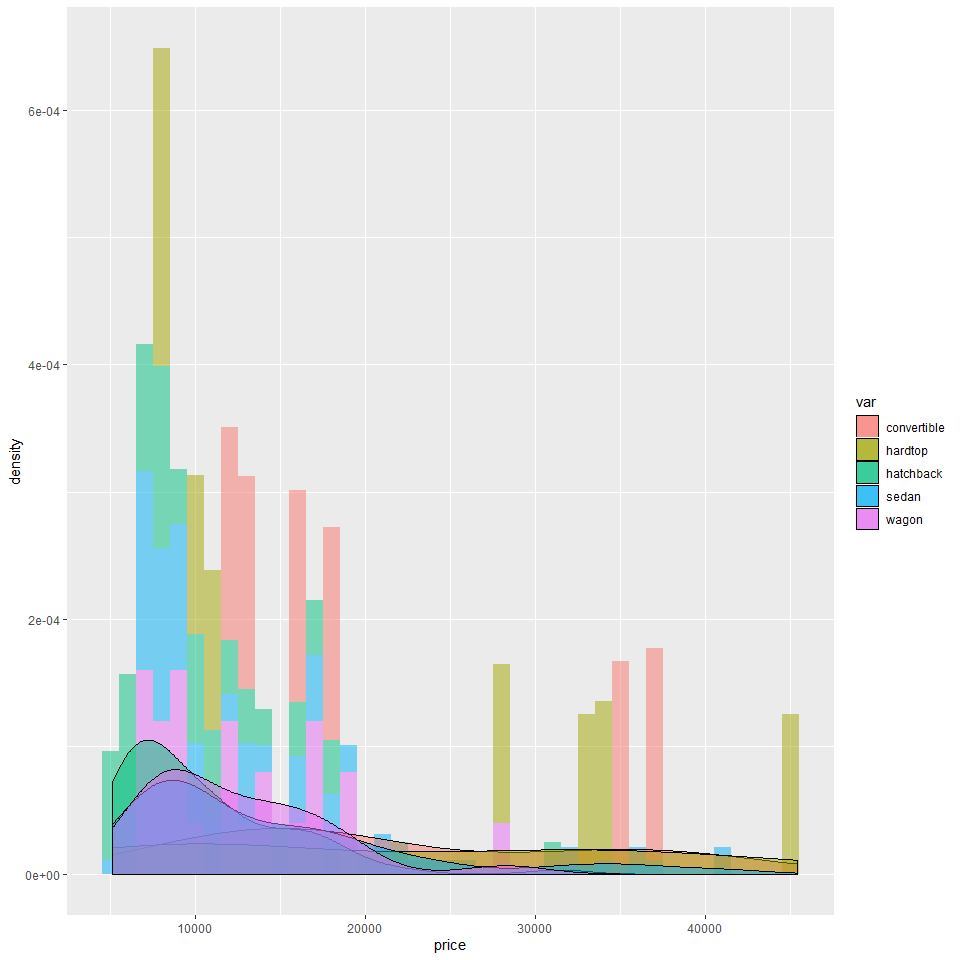 6e-04
4e-04
2e-04
0e+00
density
10000
20000
30000
40000
price
var
convertible
hardtop
hatchback
sedan
wagon